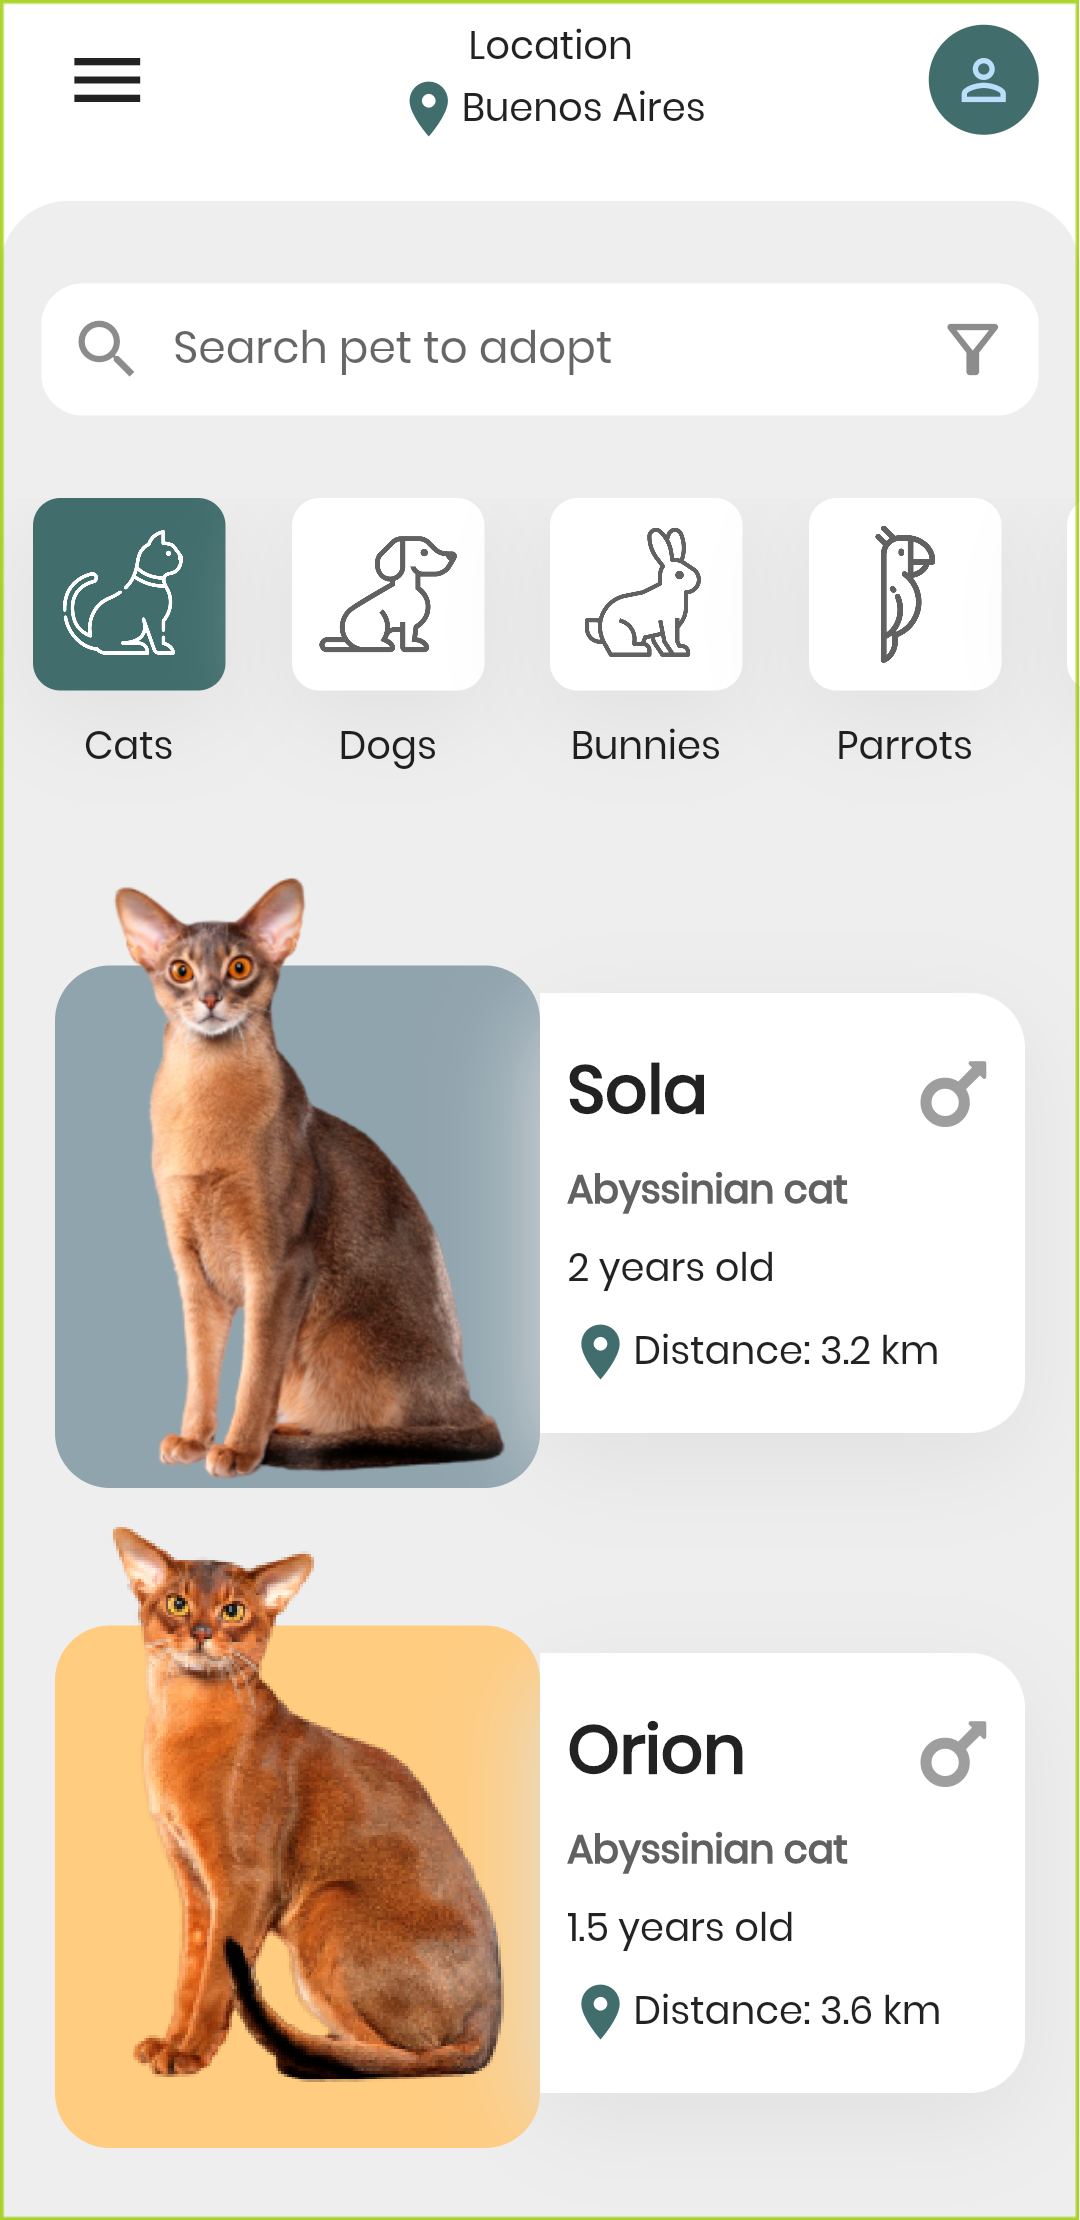 Location
Buenos Aires
Search pet to adopt
Cats
Dogs
Bunnies
Parrots
Sola
Abyssinian cat
2 years old
Distance: 3.2 km
Orion
Abyssinian cat
1.5 years old
Distance: 3.6 km